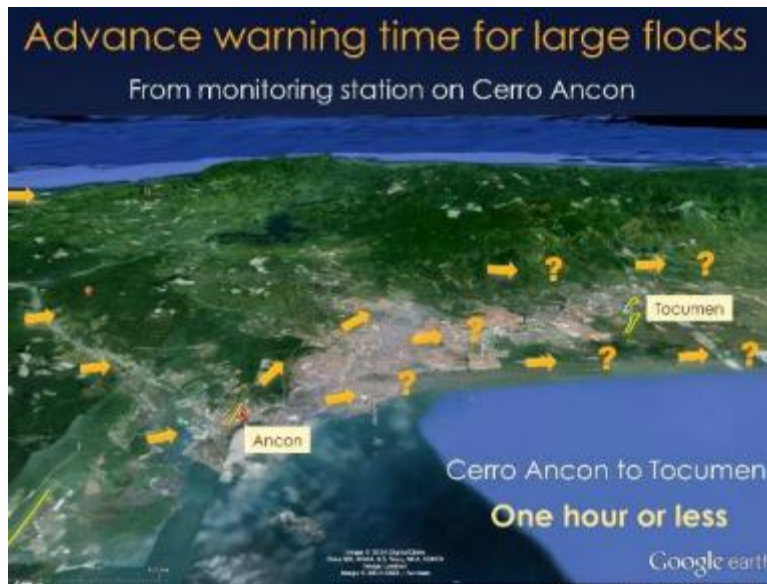 Advance warning time for large flocks
From monitoring station on Cerro Ancon
?
?
Tocumen
?
?
?
?
Ancon
Cerro Ancon to Tocumen
One hour or less
Google earth